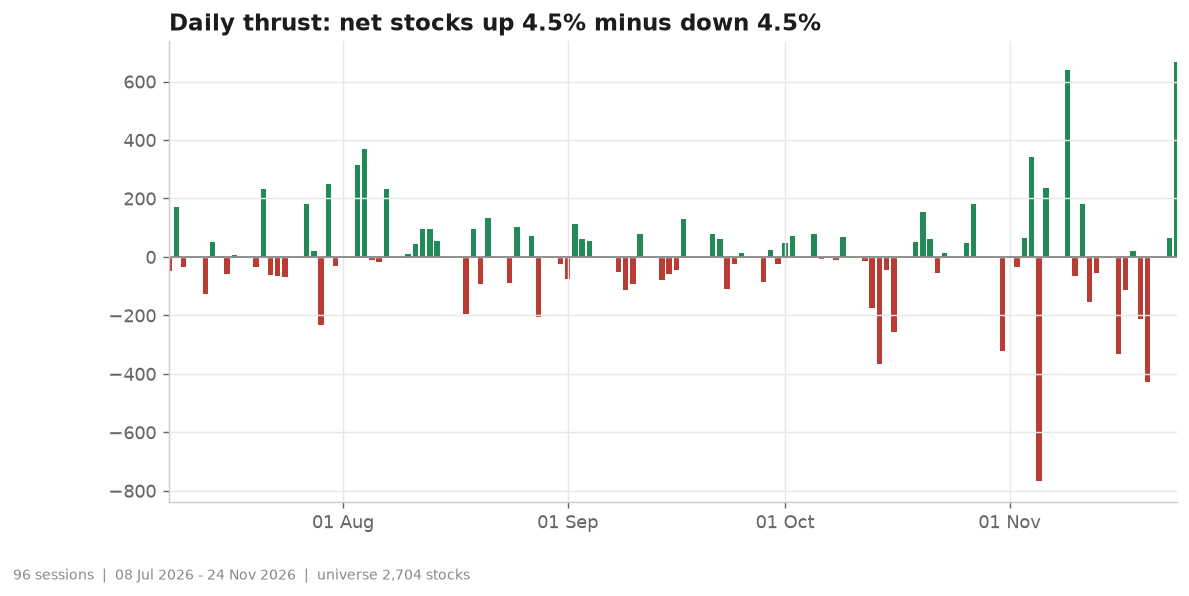 Daily thrust: net stocks up 4.5% minus down 4.5%
600
400
200
0
−200
−400
−600
−800
01 Aug 01 Sep 01 Oct 01 Nov
96 sessions | 08 Jul 2026 - 24 Nov 2026 | universe 2,704 stocks